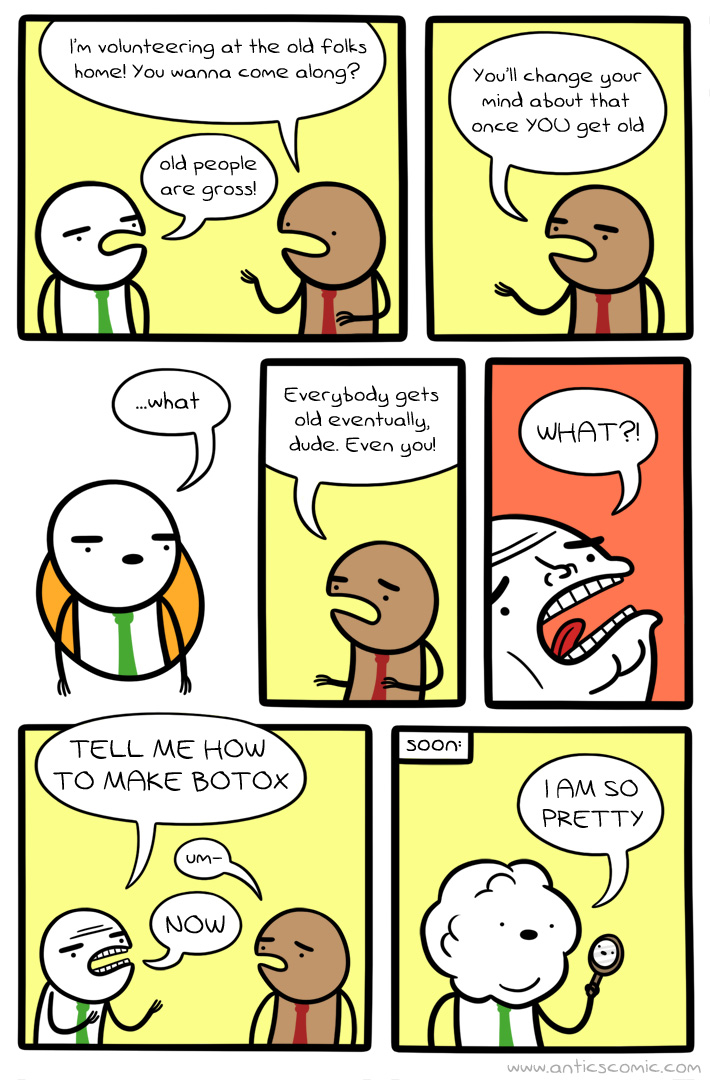 I'm volunteering at the old folks
home! You wanna come along?
old people
are gross!
You'll change your
mind about that
once YOU get old
...what
Everybody gets
old eventually,
dude. Even you!
WHAT?!
TELL ME HOW
TO MAKE BOTOX
um-
NOW
soon:
I AM SO
PRETTY
www.anticscomic.com